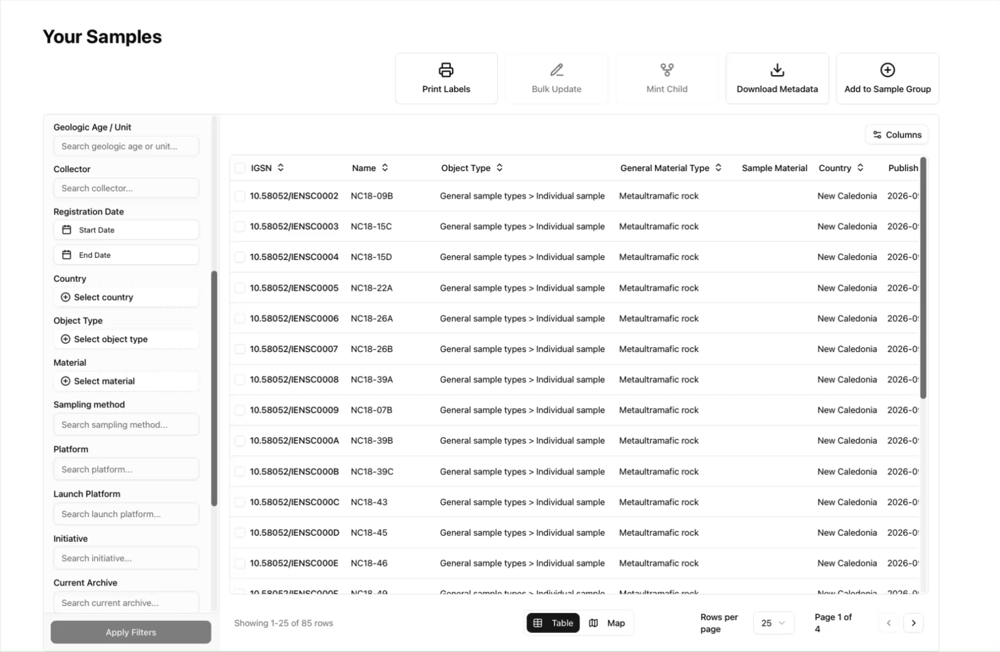 Your Samples
Print Labels
Bulk Update
Mint Child
Download Metadata
Add to Sample Group
Geologic Age / Unit
Search geologic age or unit...
Collector
Search collector...
Registration Date
Start Date
End Date
Country
Select country
Object Type
Select object type
Material
Select material
Sampling method
Search sampling method...
Platform
Search platform...
Launch Platform
Search launch platform...
Initiative
Search initiative...
Current Archive
Search current archive...
Apply Filters
Columns
IGSN Name Object Type General Material Type Sample Material Country Publish
10.58052/IENSC0002 NC18-09B General sample types > Individual sample Metaultramafic rock New Caledonia 2026-0
10.58052/IENSC0003 NC18-15C General sample types > Individual sample Metaultramafic rock New Caledonia 2026-0
10.58052/IENSC0004 NC18-15D General sample types > Individual sample Metaultramafic rock New Caledonia 2026-0
10.58052/IENSC0005 NC18-22A General sample types > Individual sample Metaultramafic rock New Caledonia 2026-0
10.58052/IENSC0006 NC18-26A General sample types > Individual sample Metaultramafic rock New Caledonia 2026-0
10.58052/IENSC0007 NC18-26B General sample types > Individual sample Metaultramafic rock New Caledonia 2026-0
10.58052/IENSC0008 NC18-39A General sample types > Individual sample Metaultramafic rock New Caledonia 2026-0
10.58052/IENSC0009 NC18-07B General sample types > Individual sample Metaultramafic rock New Caledonia 2026-0
10.58052/IENSC000A NC18-39B General sample types > Individual sample Metaultramafic rock New Caledonia 2026-0
10.58052/IENSC000B NC18-39C General sample types > Individual sample Metaultramafic rock New Caledonia 2026-0
10.58052/IENSC000C NC18-43 General sample types > Individual sample Metaultramafic rock New Caledonia 2026-0
10.58052/IENSC000D NC18-45 General sample types > Individual sample Metaultramafic rock New Caledonia 2026-0
10.58052/IENSC000E NC18-46 General sample types > Individual sample Metaultramafic rock New Caledonia 2026-0
10.58052/IENSC000F NC18-49 General sample types > Individual sample Metaultramafic rock New Caledonia 2026-0
Showing 1-25 of 85 rows
Table
Map
Rows per
page
25
Page 1 of
4